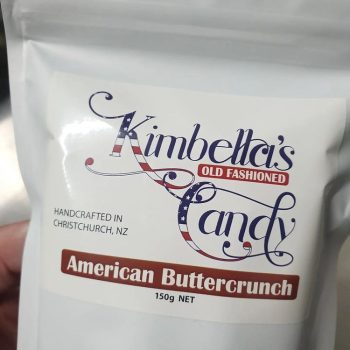 Kimbella's
OLD FASHIONED
Candy
HANDCRAFTED IN
CHRISTCHURCH, NZ
American Buttercrunch
150g NET